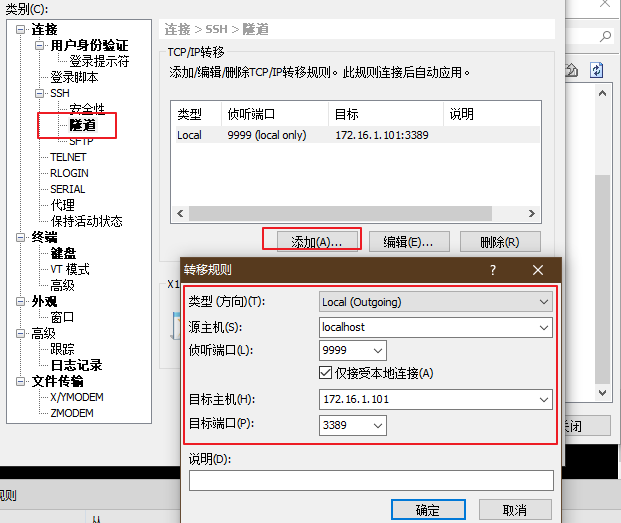 类别(C):
连接
用户身份验证
登录提示符
登录脚本
SSH
安全性
隧道
SFTP
TELNET
RLOGIN
SERIAL
代理
保持活动状态
终端
键盘
VT 模式
高级
外观
窗口
高级
跟踪
日志记录
文件传输
X/YMODEM
ZMODEM
连接 > SSH > 隧道
TCP/IP转移
添加/编辑/删除TCP/IP转移规则。此规则连接后自动应用。
类型 侦听端口 目标 说明
Local 9999 (local only) 172.16.1.101:3389
添加(A)... 编辑(E)... 删除(R)
X1
转移规则
类型 (方向)(T): Local (Outgoing)
源主机(S): localhost
侦听端口(L): 9999
仅接受本地连接(A)
目标主机(H): 172.16.1.101
目标端口(P): 3389
说明(D):
确定 取消
关闭
规则